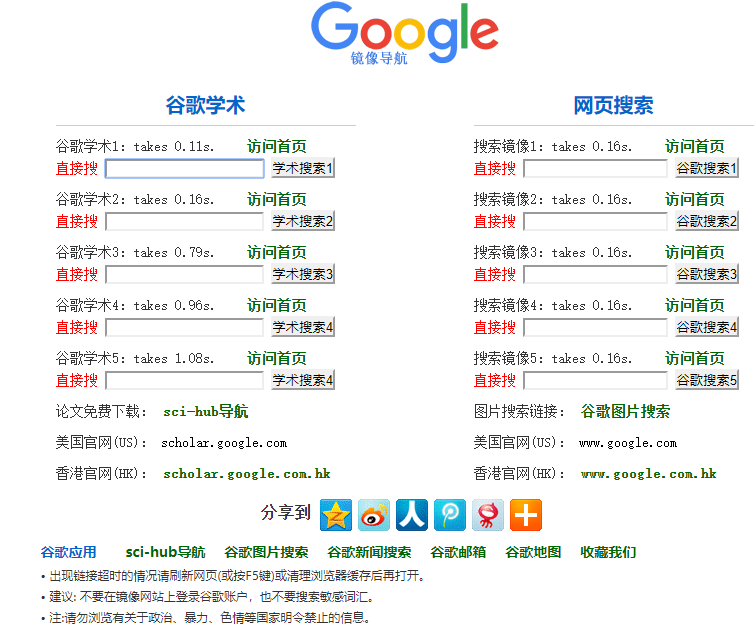 Google
镜像导航
谷歌学术
谷歌学术1: takes 0.11s. 访问首页
直接搜 学术搜索1
谷歌学术2: takes 0.16s. 访问首页
直接搜 学术搜索2
谷歌学术3: takes 0.79s. 访问首页
直接搜 学术搜索3
谷歌学术4: takes 0.96s. 访问首页
直接搜 学术搜索4
谷歌学术5: takes 1.08s. 访问首页
直接搜 学术搜索4
论文免费下载: sci-hub导航
美国官网(US): scholar.google.com
香港官网(HK): scholar.google.com.hk
网页搜索
搜索镜像1: takes 0.16s. 访问首页
直接搜 谷歌搜索1
搜索镜像2: takes 0.16s. 访问首页
直接搜 谷歌搜索2
搜索镜像3: takes 0.16s. 访问首页
直接搜 谷歌搜索3
搜索镜像4: takes 0.16s. 访问首页
直接搜 谷歌搜索4
搜索镜像5: takes 0.16s. 访问首页
直接搜 谷歌搜索5
图片搜索链接: 谷歌图片搜索
美国官网(US): www.google.com
香港官网(HK): www.google.com.hk
分享到
谷歌应用 sci-hub导航 谷歌图片搜索 谷歌新闻搜索 谷歌邮箱 谷歌地图 收藏我们
• 出现链接超时的情况请刷新网页(或按F5键)或清理浏览器缓存后再打开。
• 建议: 不要在镜像网站上登录谷歌账户，也不要搜索敏感词汇。
• 注:请勿浏览有关于政治、暴力、色情等国家明令禁止的信息。